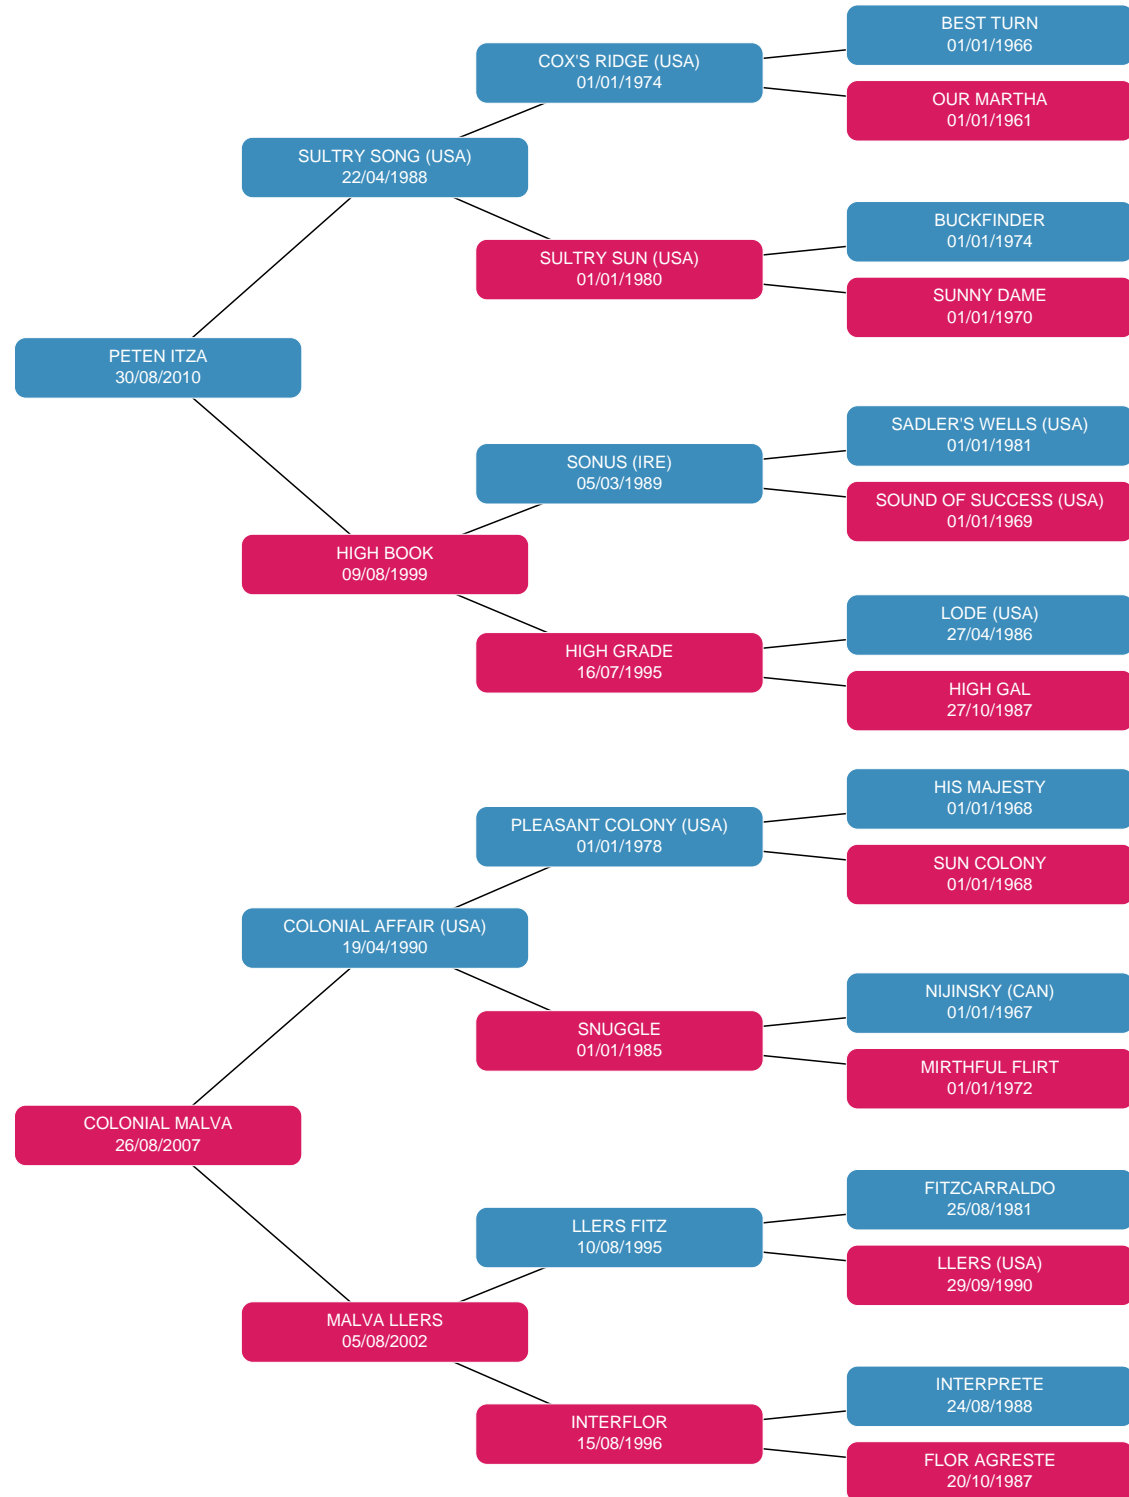 BEST TURN
01/01/1966
COX'S RIDGE (USA)
01/01/1974
OUR MARTHA
01/01/1961
SULTRY SONG (USA)
22/04/1988
BUCKFINDER
01/01/1974
SULTRY SUN (USA)
01/01/1980
SUNNY DAME
01/01/1970
PETEN ITZA
30/08/2010
SADLER'S WELLS (USA)
01/01/1981
SONUS (IRE)
05/03/1989
SOUND OF SUCCESS (USA)
01/01/1969
HIGH BOOK
09/08/1999
LODE (USA)
27/04/1986
HIGH GRADE
16/07/1995
HIGH GAL
27/10/1987
HIS MAJESTY
01/01/1968
PLEASANT COLONY (USA)
01/01/1978
SUN COLONY
01/01/1968
COLONIAL AFFAIR (USA)
19/04/1990
NIJINSKY (CAN)
01/01/1967
SNUGGLE
01/01/1985
MIRTHFUL FLIRT
01/01/1972
COLONIAL MALVA
26/08/2007
FITZCARRALDO
25/08/1981
LLERS FITZ
10/08/1995
LLERS (USA)
29/09/1990
MALVA LLERS
05/08/2002
INTERPRETE
24/08/1988
INTERFLOR
15/08/1996
FLOR AGRESTE
20/10/1987